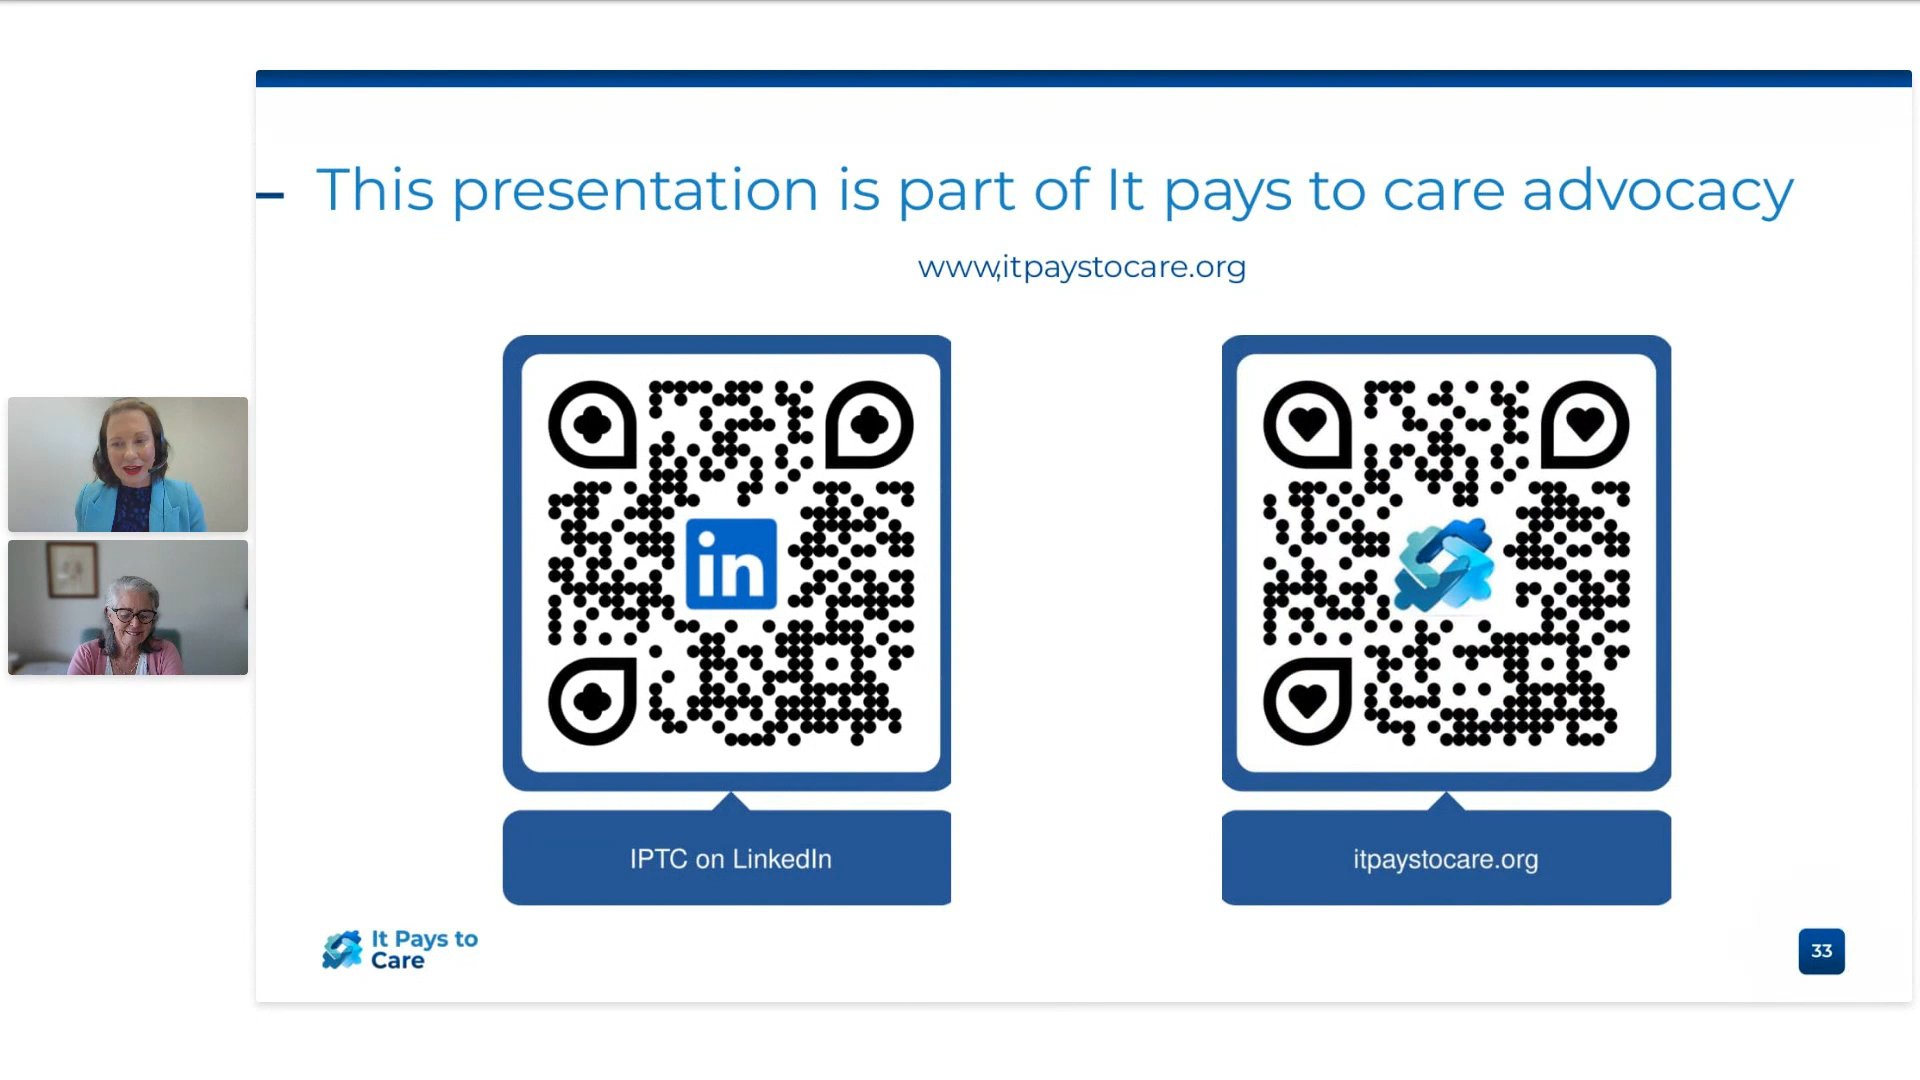 This presentation is part of It pays to care advocacy
www,itpaystocare.org
in
IPTC on LinkedIn
itpaystocare.org
It Pays to
Care
33